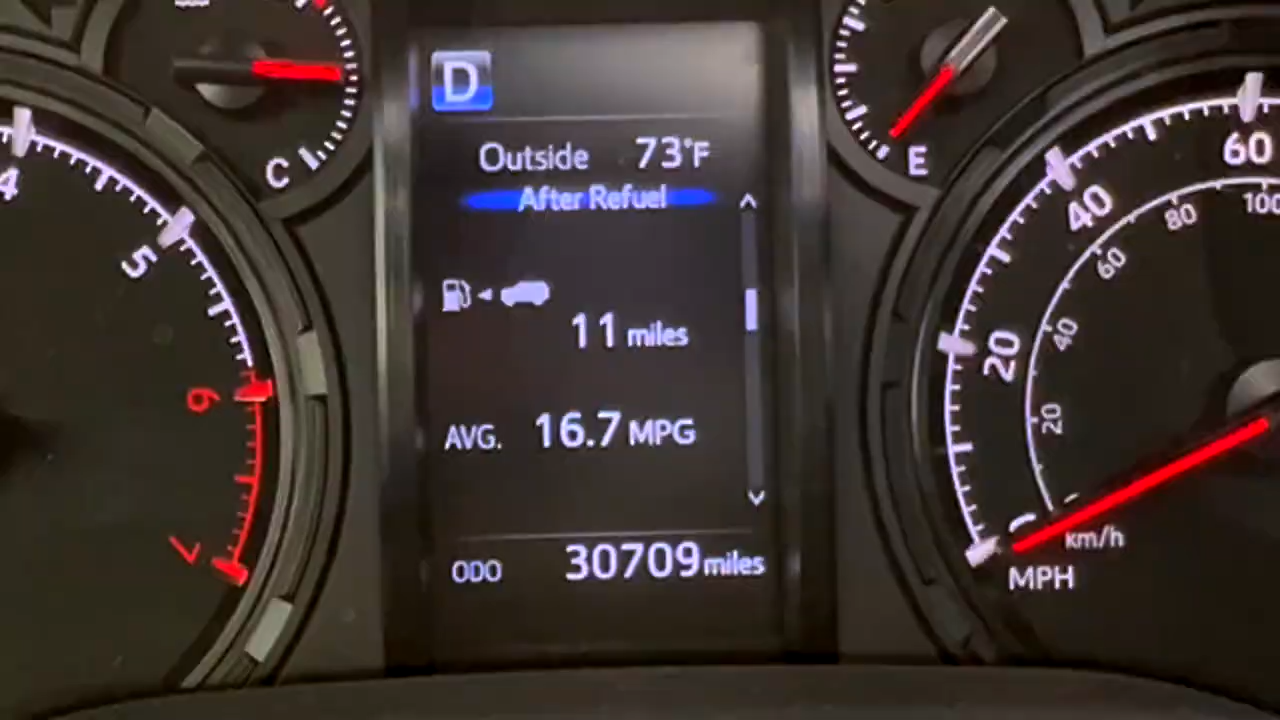 D
Outside 73°F
After Refuel
11 miles
AVG. 16.7 MPG
ODO 30709 miles
C
4
5
6
7
E
60
40
20
100
80
60
40
20
km/h
MPH